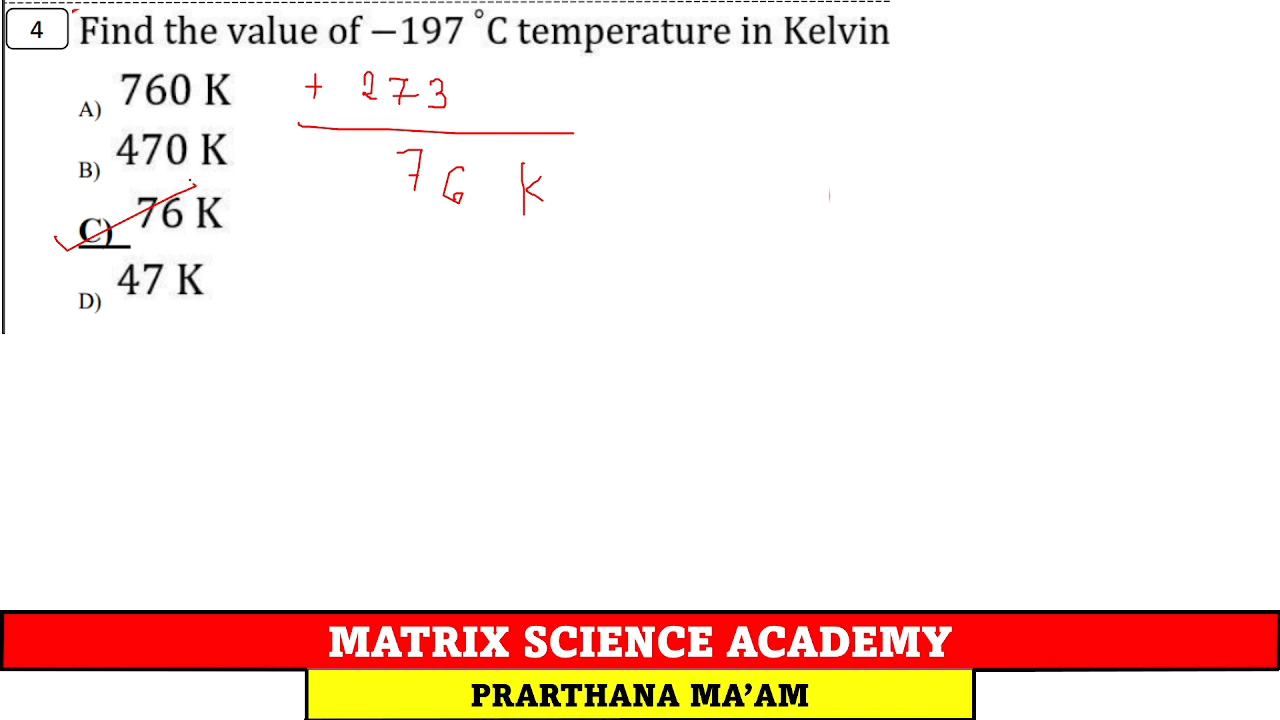 4 Find the value of −197 °C temperature in Kelvin
A) 760 K
+ 273
B) 470 K
76 K
C) 76 K
D) 47 K
MATRIX SCIENCE ACADEMY
PRARTHANA MA’AM